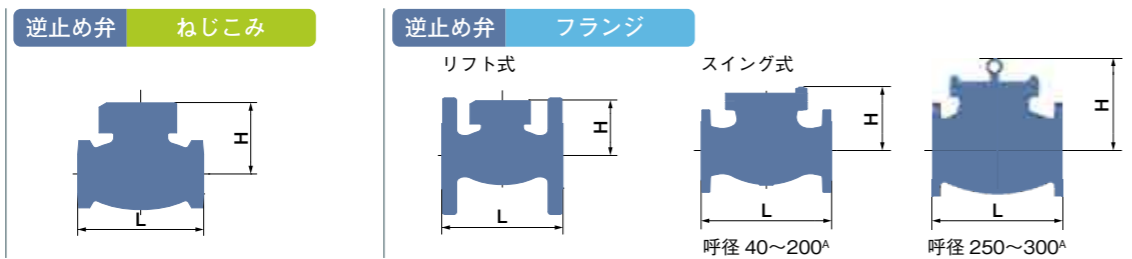 逆止め弁 ねじこみ
H
L
逆止め弁 フランジ
リフト式
H
L
スイング式
H
L
呼径 40〜200ᴬ
H
L
呼径 250〜300ᴬ